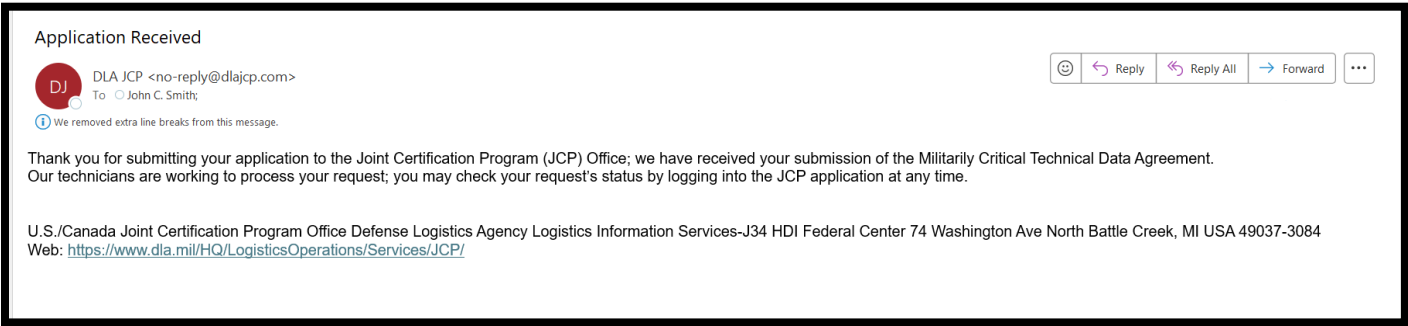 Application Received
DJ
DLA JCP <no-reply@dlajcp.com>
To John C. Smith;
Reply
Reply All
Forward
We removed extra line breaks from this message.
Thank you for submitting your application to the Joint Certification Program (JCP) Office; we have received your submission of the Militarily Critical Technical Data Agreement.
Our technicians are working to process your request; you may check your request's status by logging into the JCP application at any time.
U.S./Canada Joint Certification Program Office Defense Logistics Agency Logistics Information Services-J34 HDI Federal Center 74 Washington Ave North Battle Creek, MI USA 49037-3084
Web: https://www.dla.mil/HQ/LogisticsOperations/Services/JCP/